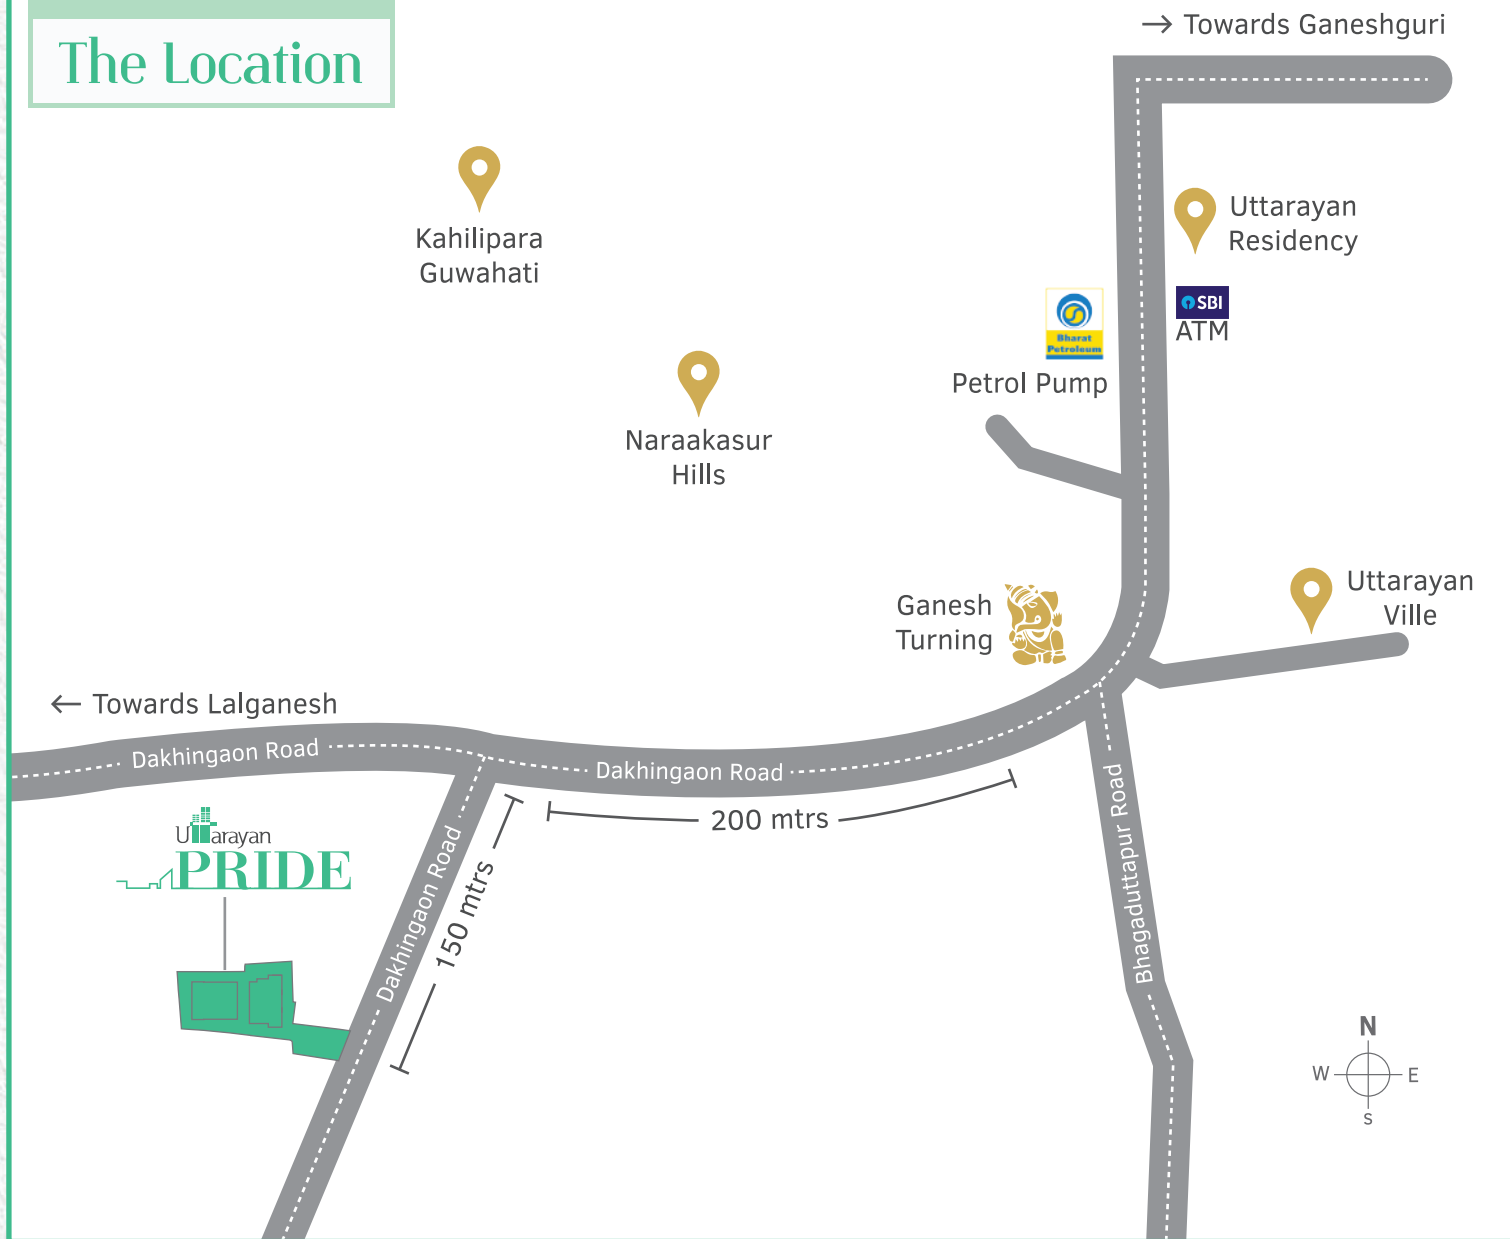 The Location
→ Towards Ganeshguri
Kahilipara
Guwahati
Uttarayan
Residency
SBI
ATM
Bharat
Petroleum
Petrol Pump
Naraakasur
Hills
Ganesh
Turning
Uttarayan
Ville
← Towards Lalganesh
Dakhingaon Road
Dakhingaon Road
200 mtrs
Uttarayan
PRIDE
Dakhingaon Road
150 mtrs
Bhagaduttapur Road
N
W E
S